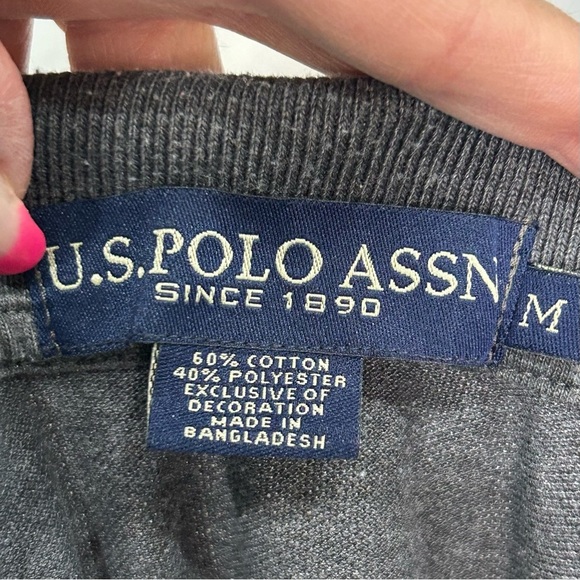 U.S. POLO ASSN
SINCE 1890
M
60% COTTON
40% POLYESTER
EXCLUSIVE OF
DECORATION
MADE IN
BANGLADESH